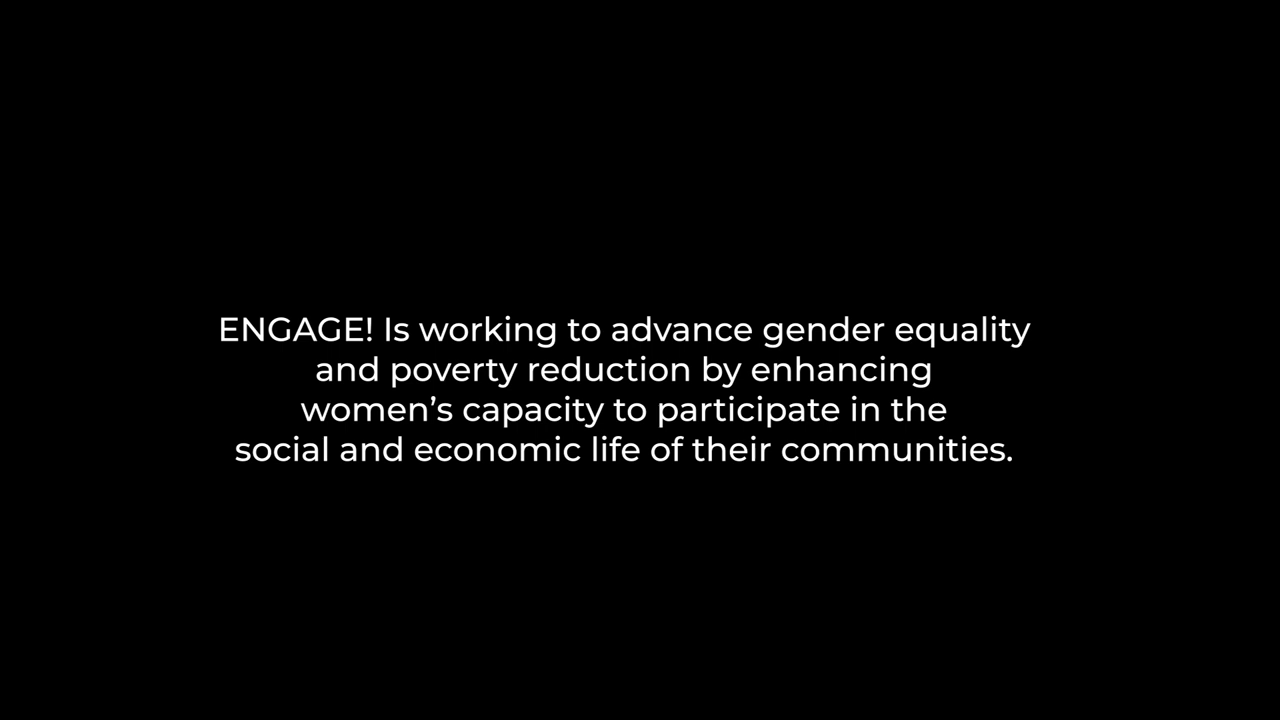 ENGAGE! Is working to advance gender equality
and poverty reduction by enhancing
women’s capacity to participate in the
social and economic life of their communities.